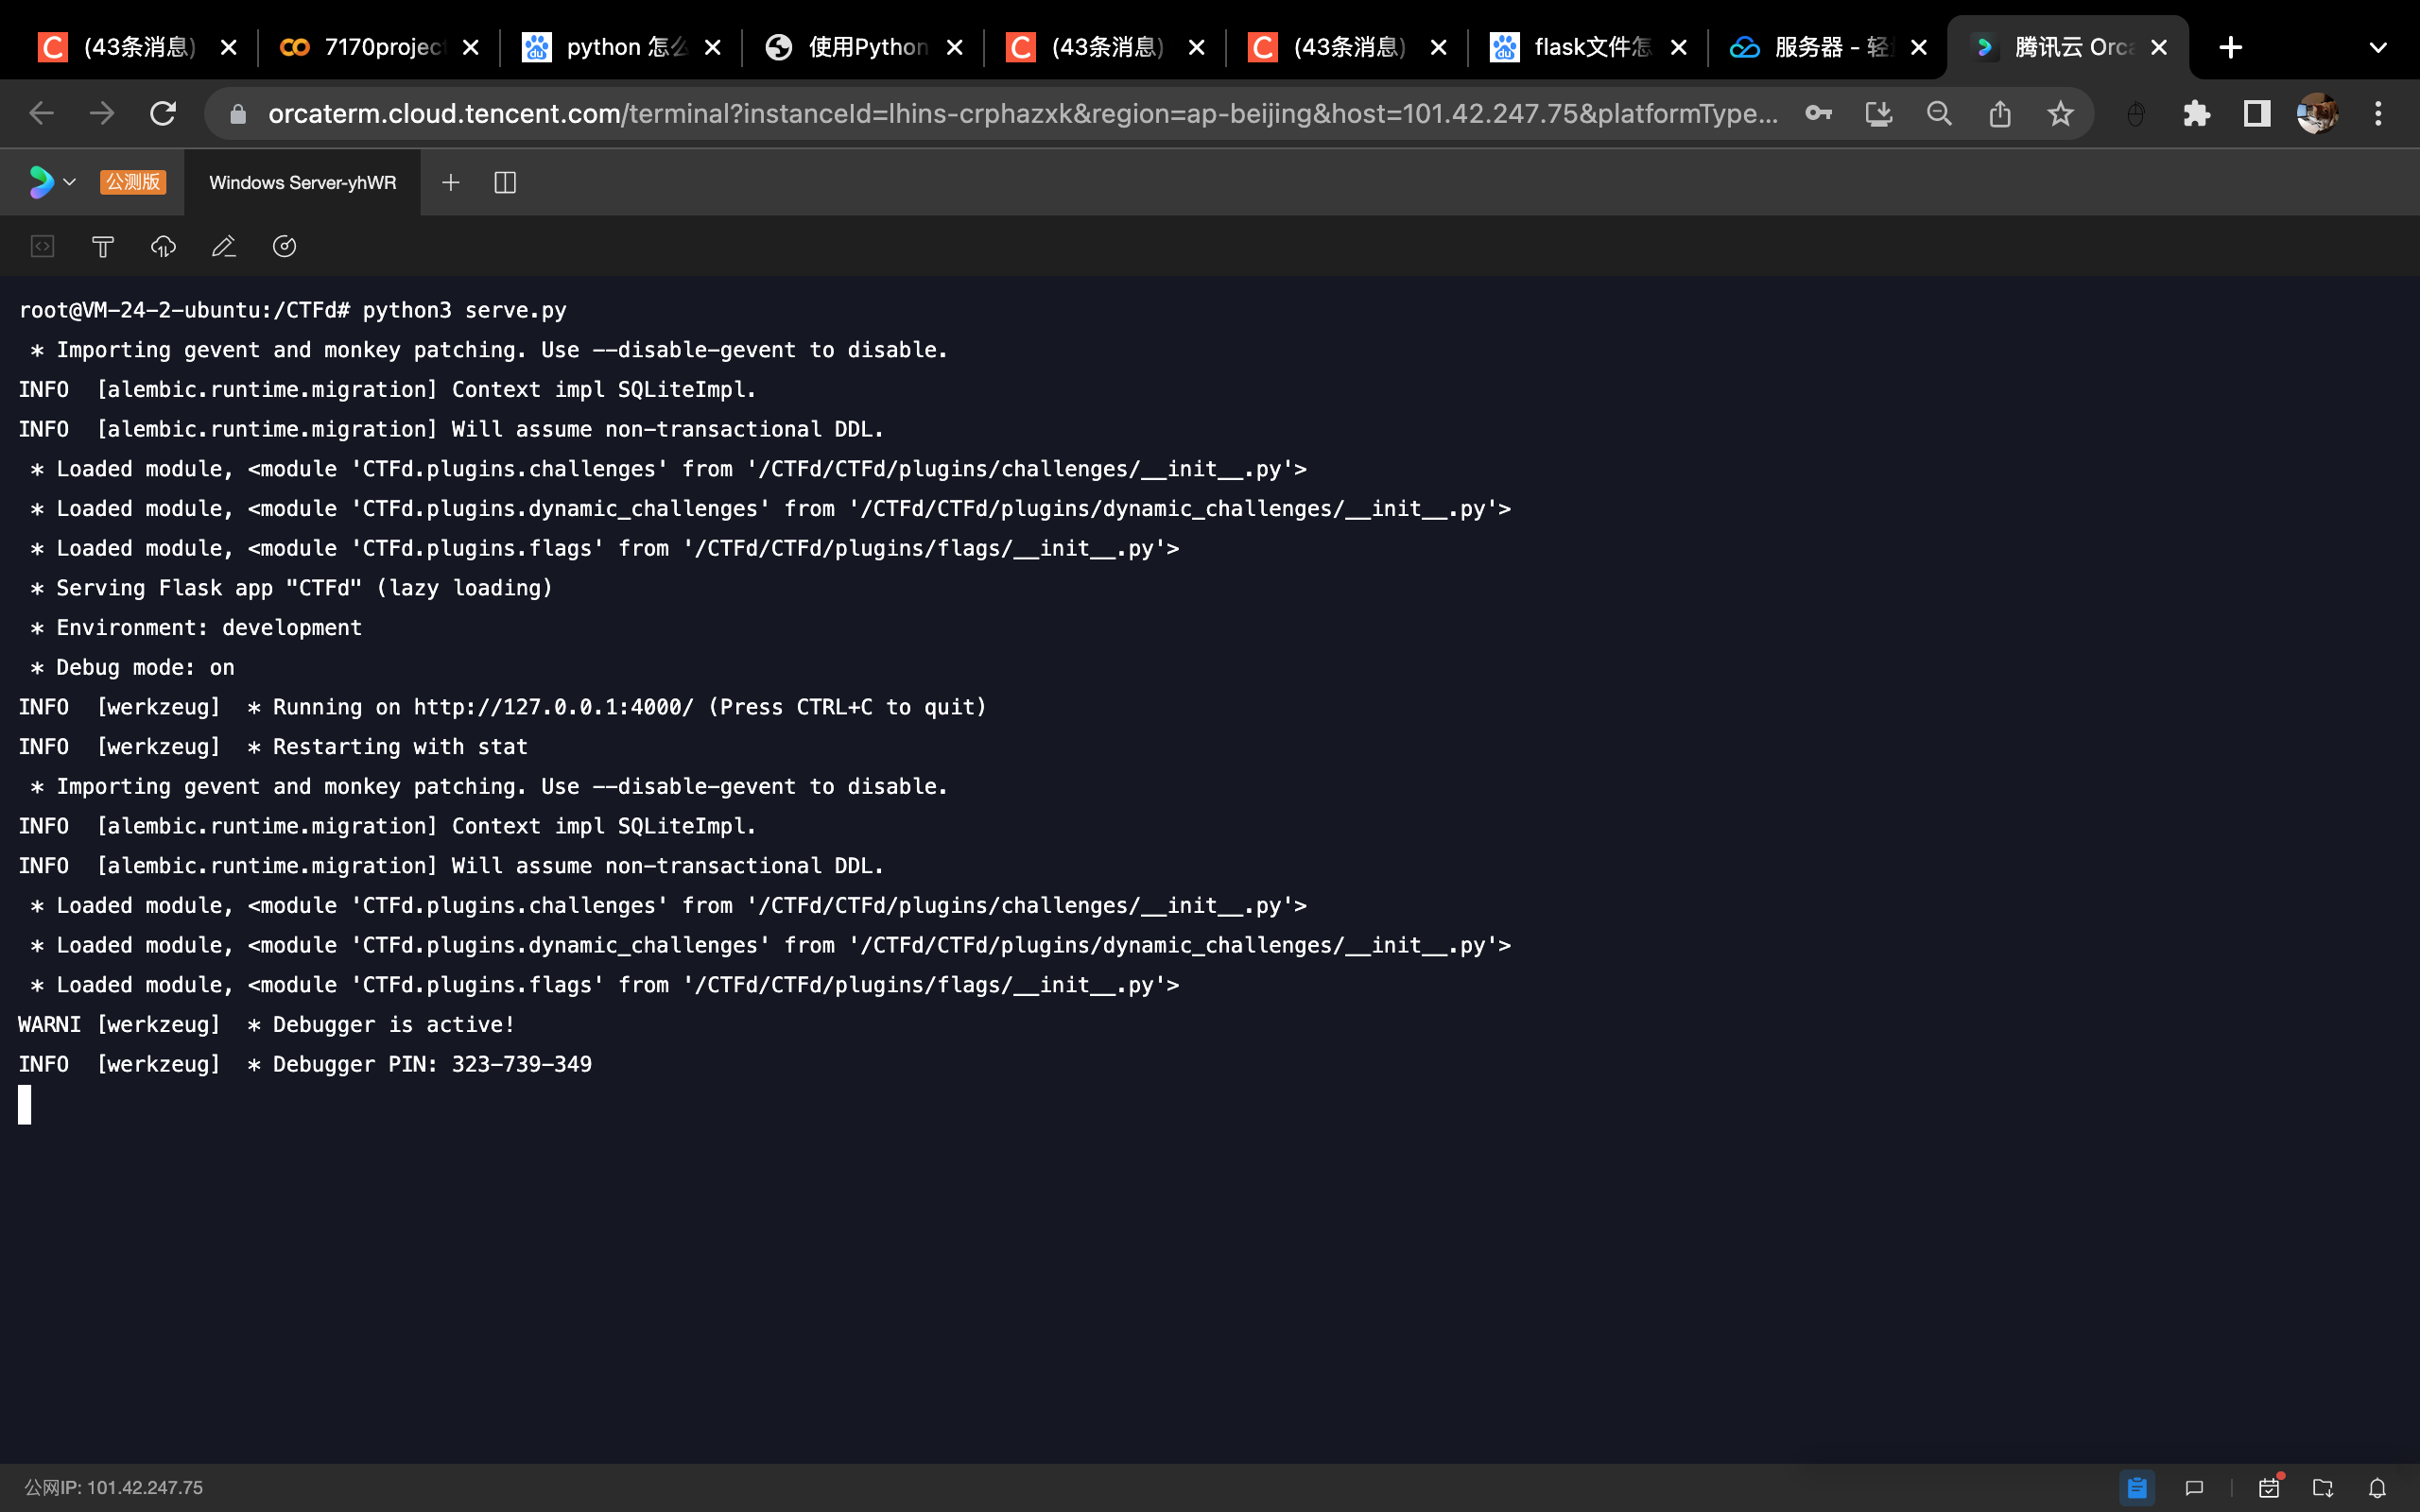 (43条消息)
7170projec
python 怎么
使用Python
(43条消息)
(43条消息)
flask文件怎
服务器 - 轻
腾讯云 Orc
orcaterm.cloud.tencent.com/terminal?instanceId=lhins-crphazxk&region=ap-beijing&host=101.42.247.75&platformType...
公测版
Windows Server-yhWR
root@VM-24-2-ubuntu:/CTFd# python3 serve.py
* Importing gevent and monkey patching. Use --disable-gevent to disable.
INFO  [alembic.runtime.migration] Context impl SQLiteImpl.
INFO  [alembic.runtime.migration] Will assume non-transactional DDL.
* Loaded module, <module 'CTFd.plugins.challenges' from '/CTFd/CTFd/plugins/challenges/__init__.py'>
* Loaded module, <module 'CTFd.plugins.dynamic_challenges' from '/CTFd/CTFd/plugins/dynamic_challenges/__init__.py'>
* Loaded module, <module 'CTFd.plugins.flags' from '/CTFd/CTFd/plugins/flags/__init__.py'>
* Serving Flask app "CTFd" (lazy loading)
* Environment: development
* Debug mode: on
INFO  [werkzeug]  * Running on http://127.0.0.1:4000/ (Press CTRL+C to quit)
INFO  [werkzeug]  * Restarting with stat
* Importing gevent and monkey patching. Use --disable-gevent to disable.
INFO  [alembic.runtime.migration] Context impl SQLiteImpl.
INFO  [alembic.runtime.migration] Will assume non-transactional DDL.
* Loaded module, <module 'CTFd.plugins.challenges' from '/CTFd/CTFd/plugins/challenges/__init__.py'>
* Loaded module, <module 'CTFd.plugins.dynamic_challenges' from '/CTFd/CTFd/plugins/dynamic_challenges/__init__.py'>
* Loaded module, <module 'CTFd.plugins.flags' from '/CTFd/CTFd/plugins/flags/__init__.py'>
WARNI [werkzeug]  * Debugger is active!
INFO  [werkzeug]  * Debugger PIN: 323-739-349
公网IP: 101.42.247.75